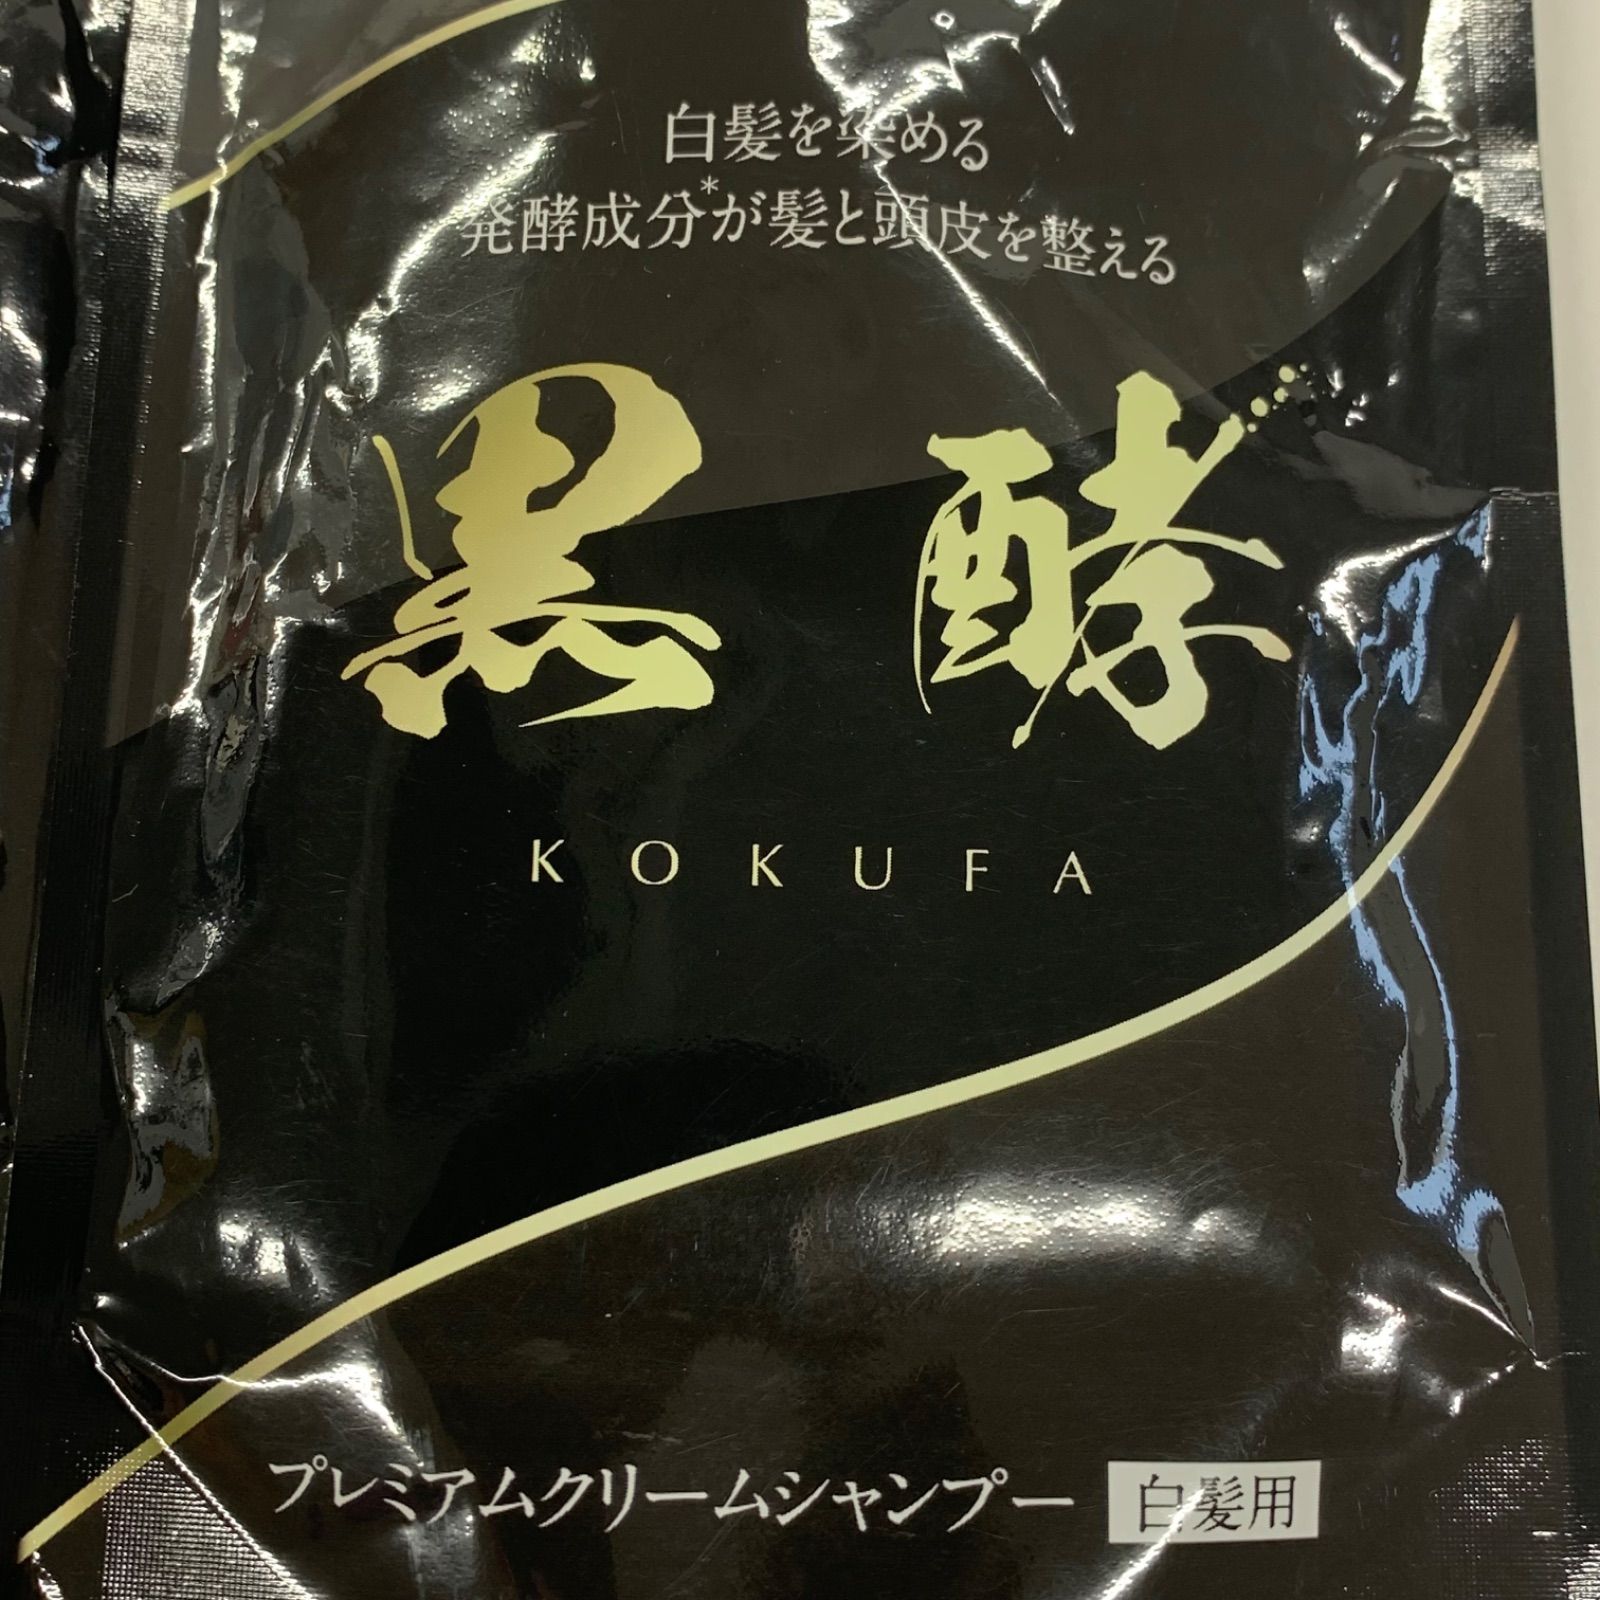 白髪を染める
発酵成分*が髪と頭皮を整える
黒酵
KOKUFA
プレミアムクリームシャンプー 白髪用